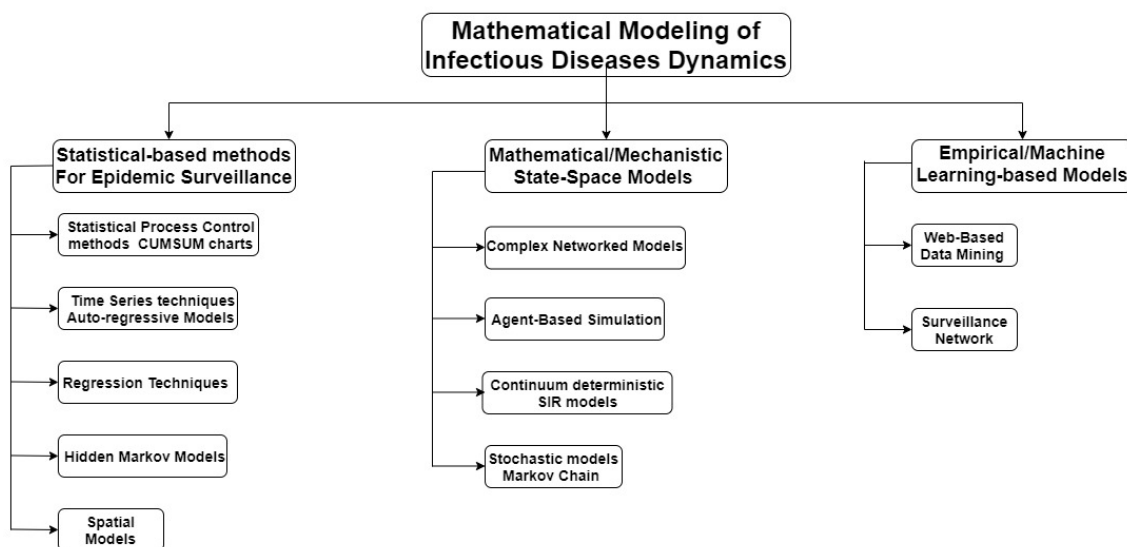 Mathematical Modeling of
Infectious Diseases Dynamics
Statistical-based methods
For Epidemic Surveillance
Statistical Process Control
methods CUMSUM charts
Time Series techniques
Auto-regressive Models
Regression Techniques
Hidden Markov Models
Spatial
Models
Mathematical/Mechanistic
State-Space Models
Complex Networked Models
Agent-Based Simulation
Continuum deterministic
SIR models
Stochastic models
Markov Chain
Empirical/Machine
Learning-based Models
Web-Based
Data Mining
Surveillance
Network